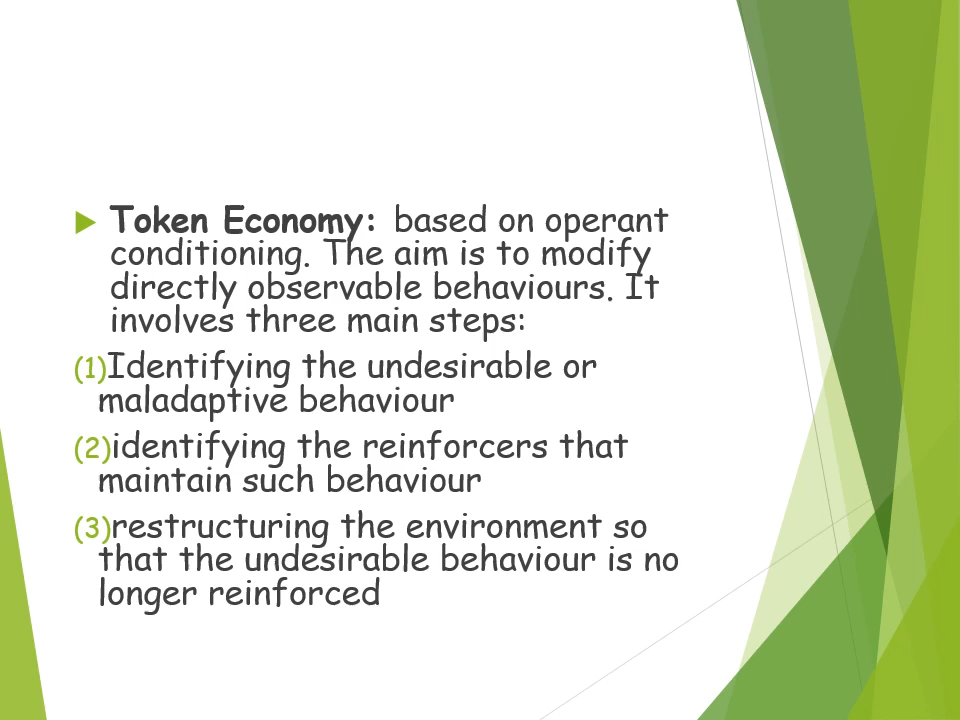 Token Economy: based on operant
conditioning. The aim is to modify
directly observable behaviours. It
involves three main steps:
(1)Identifying the undesirable or
maladaptive behaviour
(2)identifying the reinforcers that
maintain such behaviour
(3)restructuring the environment so
that the undesirable behaviour is no
longer reinforced